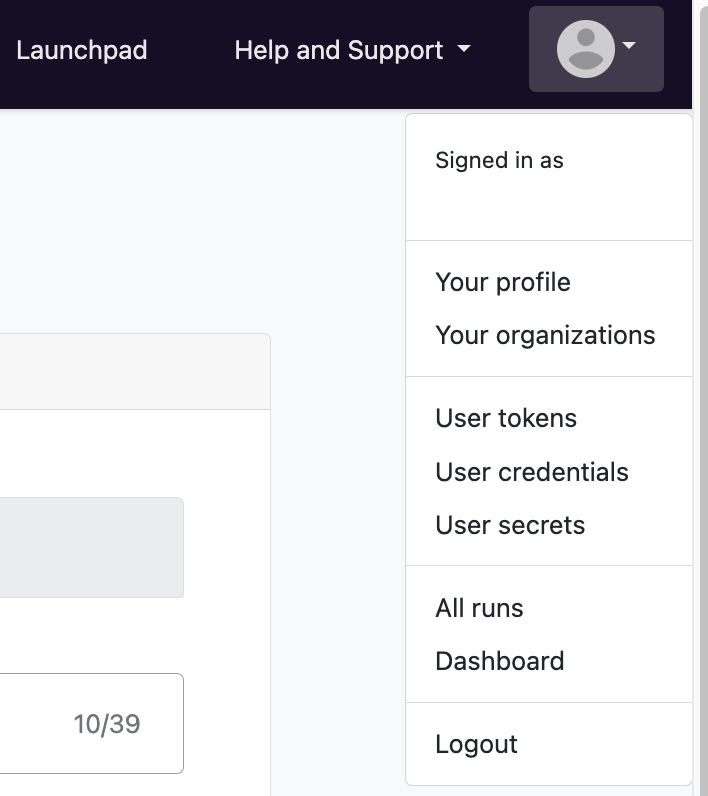 Launchpad
Help and Support
Signed in as
Your profile
Your organizations
User tokens
User credentials
User secrets
All runs
Dashboard
10/39
Logout